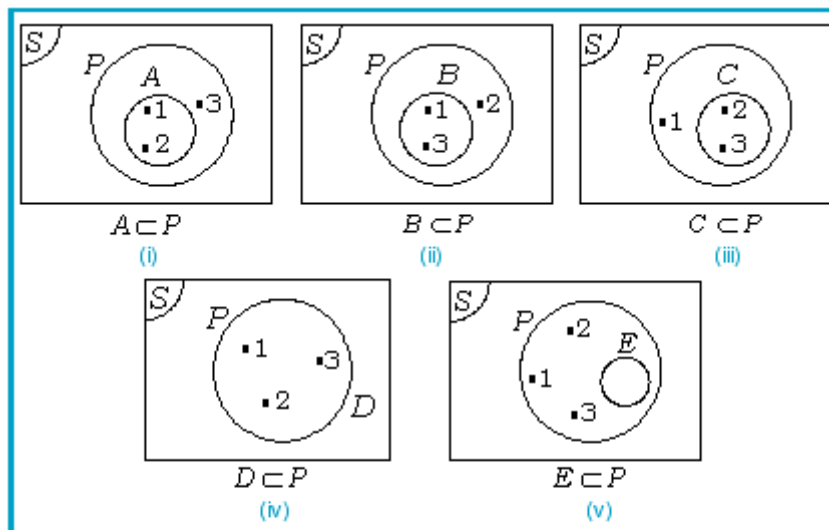 S P A 1 2 3
S P B 1 3 2
S P C 1 2 3
A ⊂ P B ⊂ P C ⊂ P
(i) (ii) (iii)
S P 1 3 2 D
S P 2 E 1 3
D ⊂ P E ⊂ P
(iv) (v)